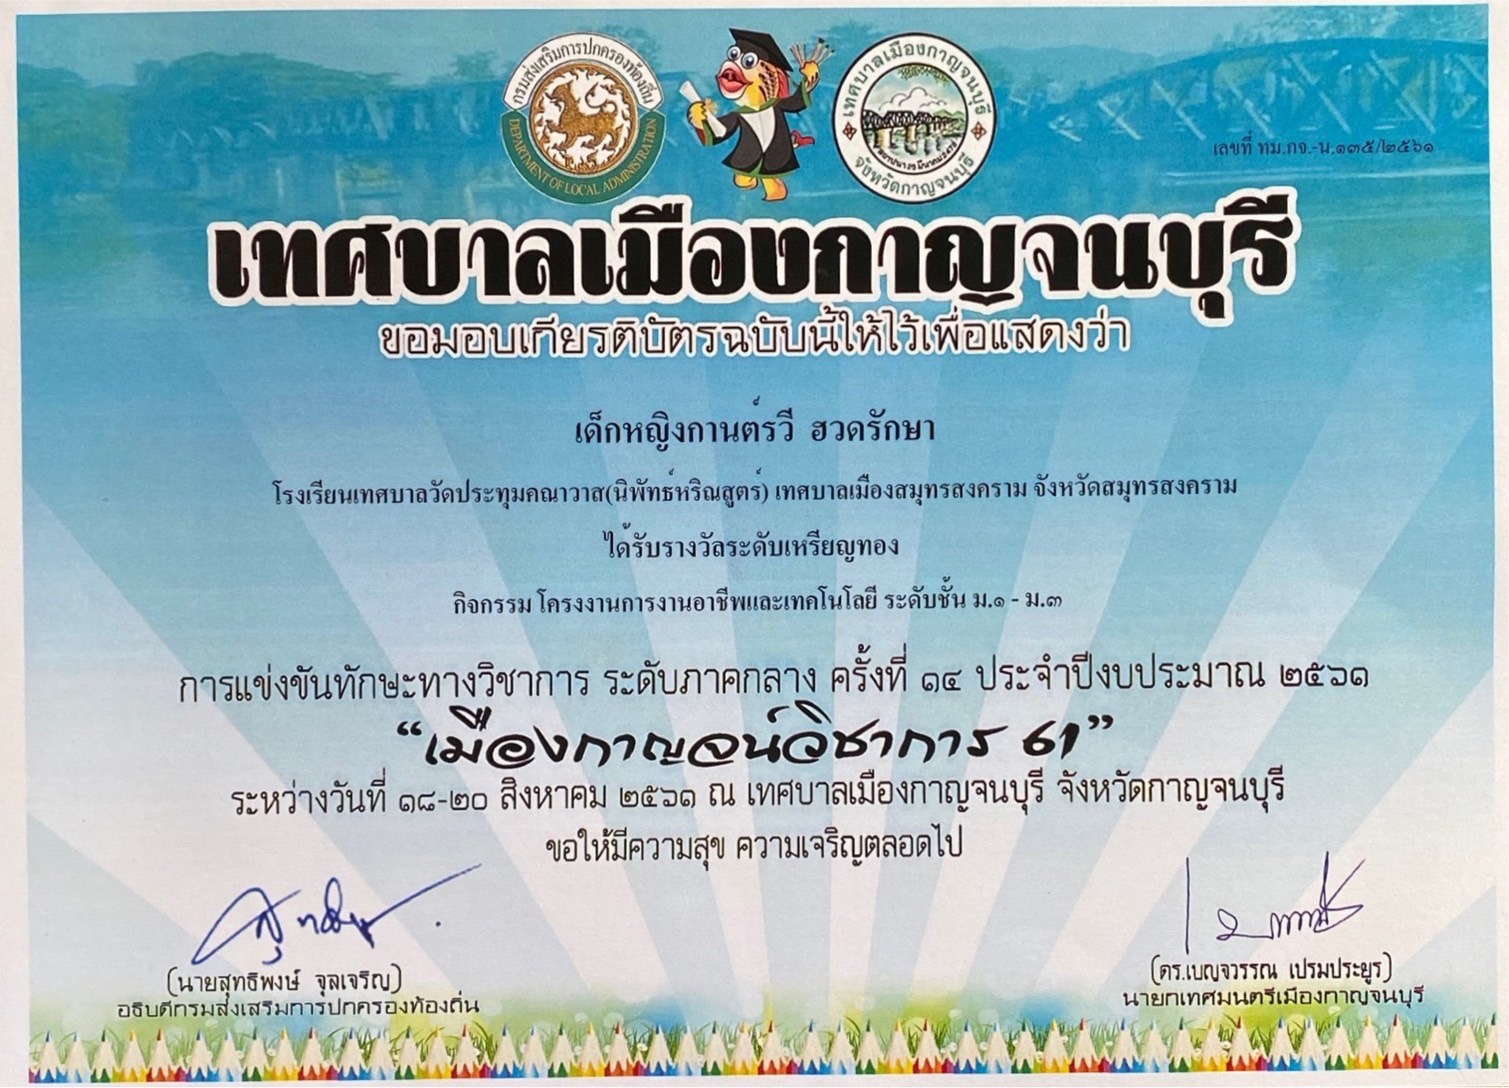 กรมส่งเสริมการปกครองท้องถิ่น
DEPARTMENT OF LOCAL ADMINISTRATION
เทศบาลเมืองกาญจนบุรี
จังหวัดกาญจนบุรี
เลขที่ ทม.กจ.-น.๑๓๕/๒๕๖๑
เทศบาลเมืองกาญจนบุรี
ขอมอบเกียรติบัตรฉบับนี้ให้ไว้เพื่อแสดงว่า
เด็กหญิงกานต์รวี ฮวดรักษา
โรงเรียนเทศบาลวัดประทุมคณาวาส(นิพัทธ์หริณสูตร์) เทศบาลเมืองสมุทรสงคราม จังหวัดสมุทรสงคราม
ได้รับรางวัลระดับเหรียญทอง
กิจกรรม โครงงานการงานอาชีพและเทคโนโลยี ระดับชั้น ม.๑ - ม.๓
การแข่งขันทักษะทางวิชาการ ระดับภาคกลาง ครั้งที่ ๑๔ ประจำปีงบประมาณ ๒๕๖๑
“เมืองกาญจน์วิชาการ 61”
ระหว่างวันที่ ๑๘-๒๐ สิงหาคม ๒๕๖๑ ณ เทศบาลเมืองกาญจนบุรี จังหวัดกาญจนบุรี
ขอให้มีความสุข ความเจริญตลอดไป
(นายสุทธิพงษ์ จุลเจริญ)
อธิบดีกรมส่งเสริมการปกครองท้องถิ่น
(ดร.เบญจวรรณ เปรมประยูร)
นายกเทศมนตรีเมืองกาญจนบุรี